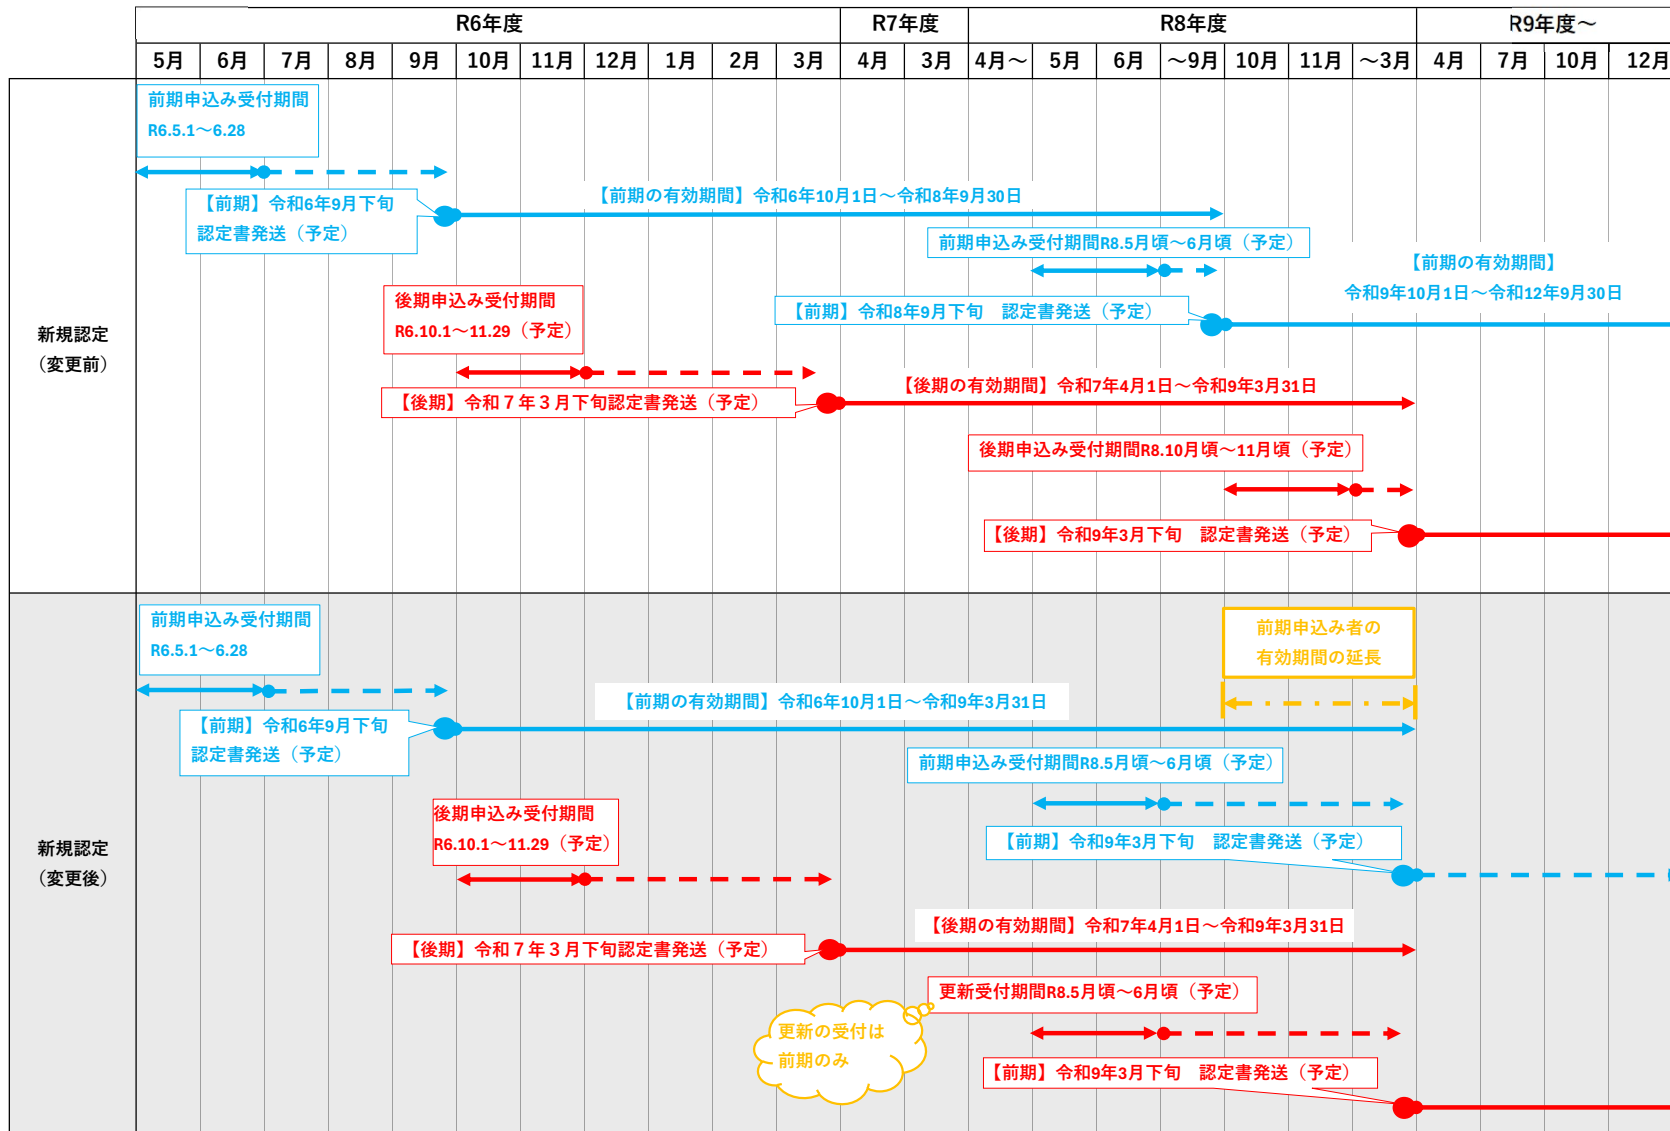 R6年度 R7年度 R8年度 R9年度～
5月 6月 7月 8月 9月 10月 11月 12月 1月 2月 3月 4月 3月 4月～ 5月 6月 ～9月 10月 11月 ～3月 4月 7月 10月 12月
新規認定
（変更前）
前期申込み受付期間
R6.5.1～6.28
【前期】令和6年9月下旬
認定書発送（予定）
【前期の有効期間】令和6年10月1日～令和8年9月30日
前期申込み受付期間R8.5月頃～6月頃（予定）
【前期の有効期間】
令和9年10月1日～令和12年9月30日
【前期】令和8年9月下旬　認定書発送（予定）
後期申込み受付期間
R6.10.1～11.29（予定）
【後期】令和７年３月下旬認定書発送（予定）
【後期の有効期間】令和7年4月1日～令和9年3月31日
後期申込み受付期間R8.10月頃～11月頃（予定）
【後期】令和9年3月下旬　認定書発送（予定）
新規認定
（変更後）
前期申込み受付期間
R6.5.1～6.28
【前期】令和6年9月下旬
認定書発送（予定）
【前期の有効期間】令和6年10月1日～令和9年3月31日
前期申込み者の
有効期間の延長
前期申込み受付期間R8.5月頃～6月頃（予定）
【前期】令和9年3月下旬　認定書発送（予定）
後期申込み受付期間
R6.10.1～11.29（予定）
【後期】令和７年３月下旬認定書発送（予定）
【後期の有効期間】令和7年4月1日～令和9年3月31日
更新受付期間R8.5月頃～6月頃（予定）
更新の受付は
前期のみ
【前期】令和9年3月下旬　認定書発送（予定）